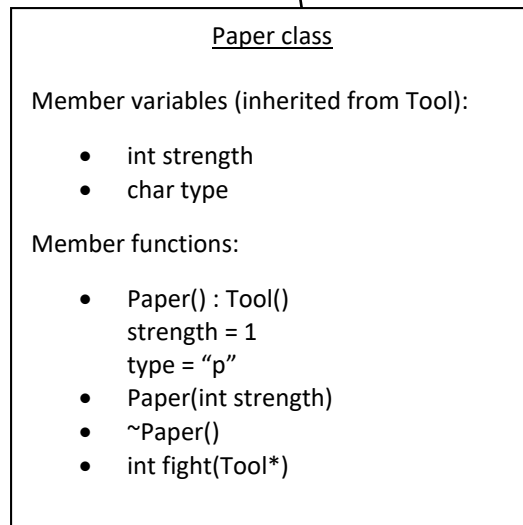 Paper class
Member variables (inherited from Tool):
• int strength
• char type
Member functions:
• Paper() : Tool()
strength = 1
type = “p”
• Paper(int strength)
• ~Paper()
• int fight(Tool*)